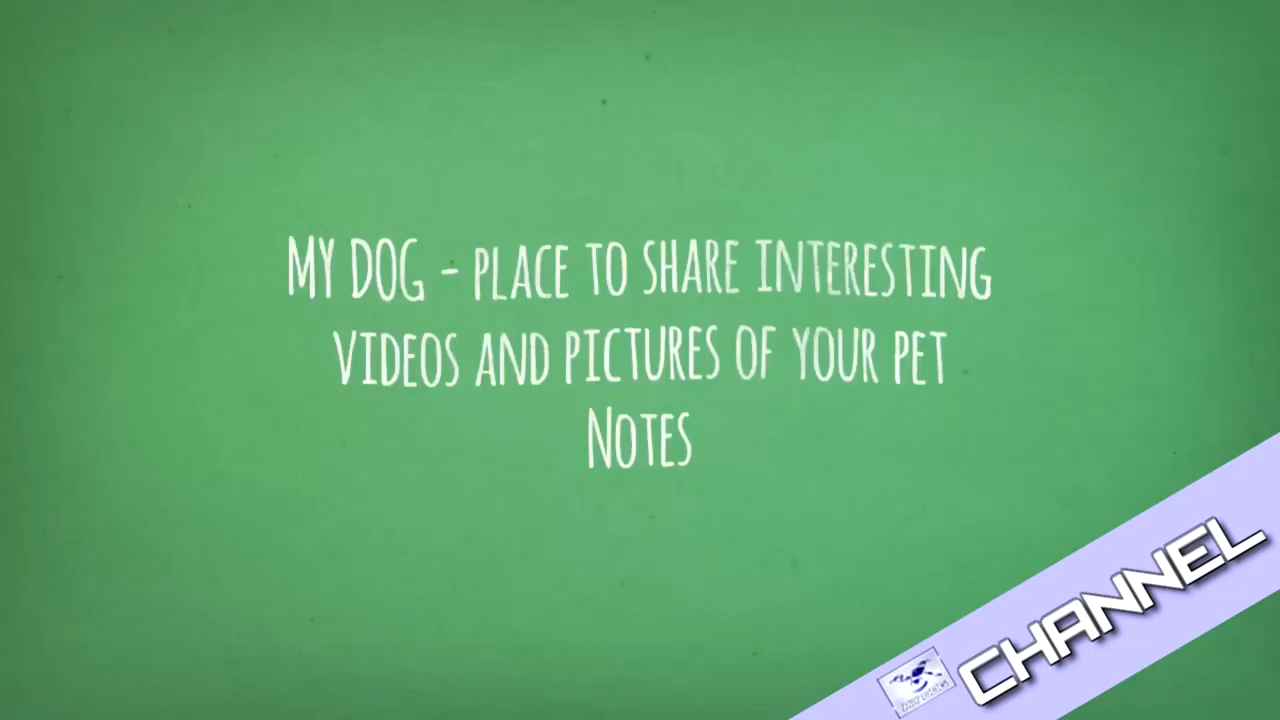 MY DOG - PLACE TO SHARE INTERESTING
VIDEOS AND PICTURES OF YOUR PET
NOTES
CHANNEL